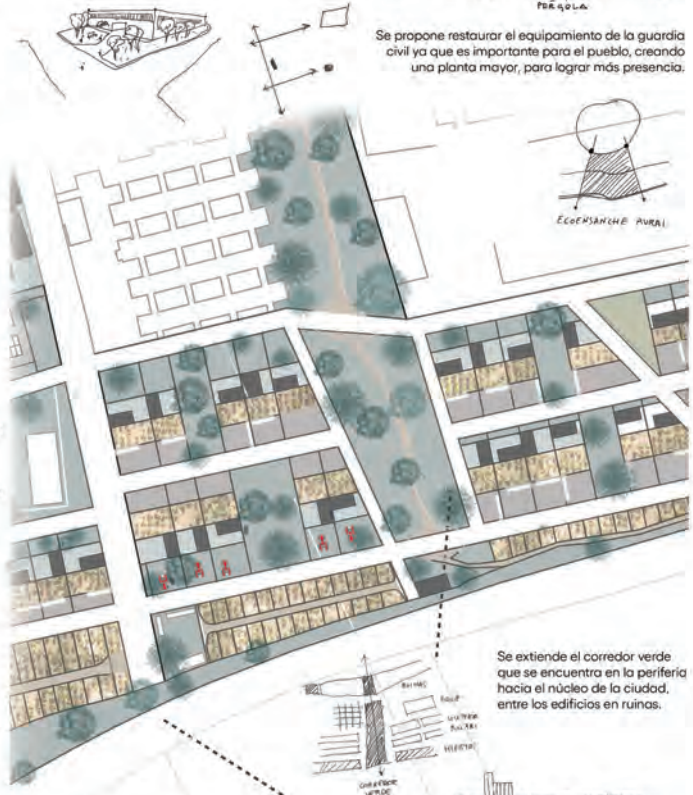 PERGOLA
Se propone restaurar el equipamiento de la guardia
civil ya que es importante para el pueblo, creando
una planta mayor, para lograr más presencia.
ECOENSANCHE RURAL
Se extiende el corredor verde
que se encuentra en la periferia
hacia el núcleo de la ciudad,
entre los edificios en ruinas.
RUINAS
CORREDOR
VERDE